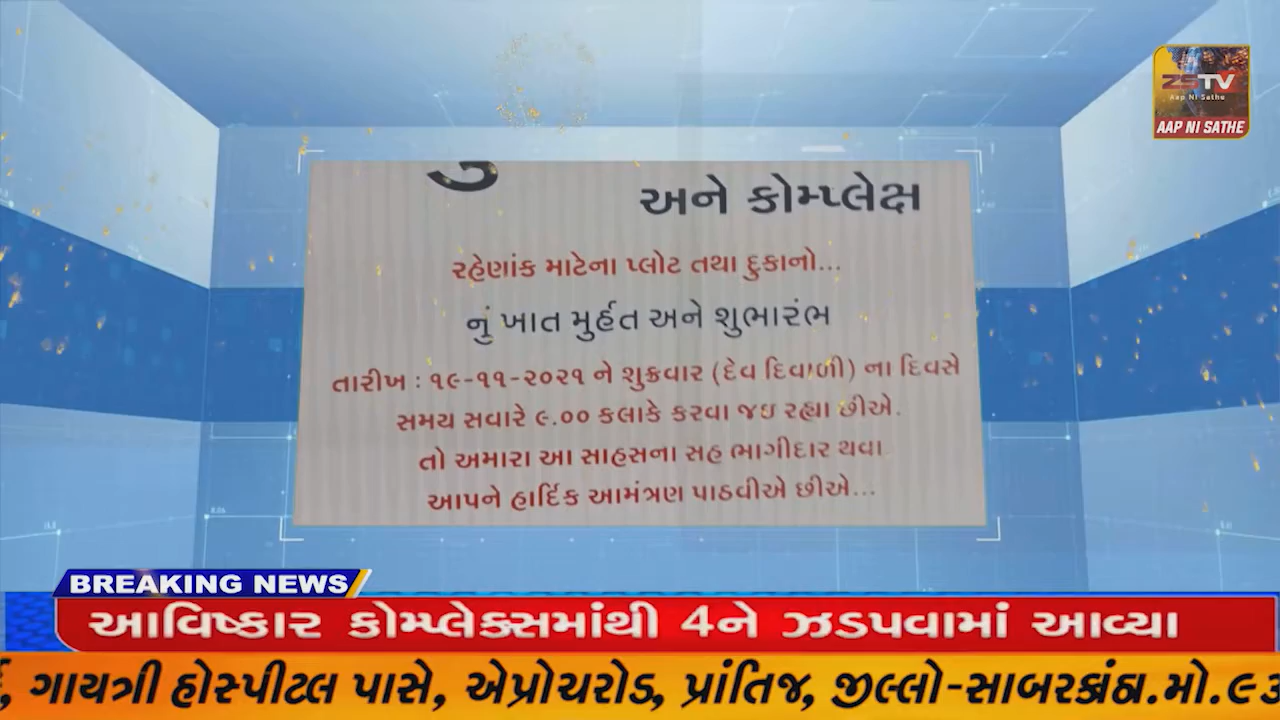 ZSTV
Aap Ni Sathe
AAP NI SATHE
અને કોમ્પ્લેક્ષ
રહેણાંક માટેના પ્લોટ તથા દુકાનો...
નું ખાત મુર્હત અને શુભારંભ
તારીખ : ૧૯-૧૧-૨૦૨૧ ને શુક્રવાર (દેવ દિવાળી) ના દિવસે
સમય સવારે ૯.૦૦ કલાકે કરવા જઇ રહ્યા છીએ.
તો અમારા આ સાહસના સહ ભાગીદાર થવા
આપને હાર્દિક આમંત્રણ પાઠવીએ છીએ...
BREAKING NEWS
આવિષ્કાર કોમ્પ્લેક્સમાંથી 4ને ઝડપવામાં આવ્યા
, ગાયત્રી હોસ્પીટલ પાસે, એપ્રોચરોડ, પ્રાંતિજ, જીલ્લો-સાબરકાંઠા.મો.૯૩